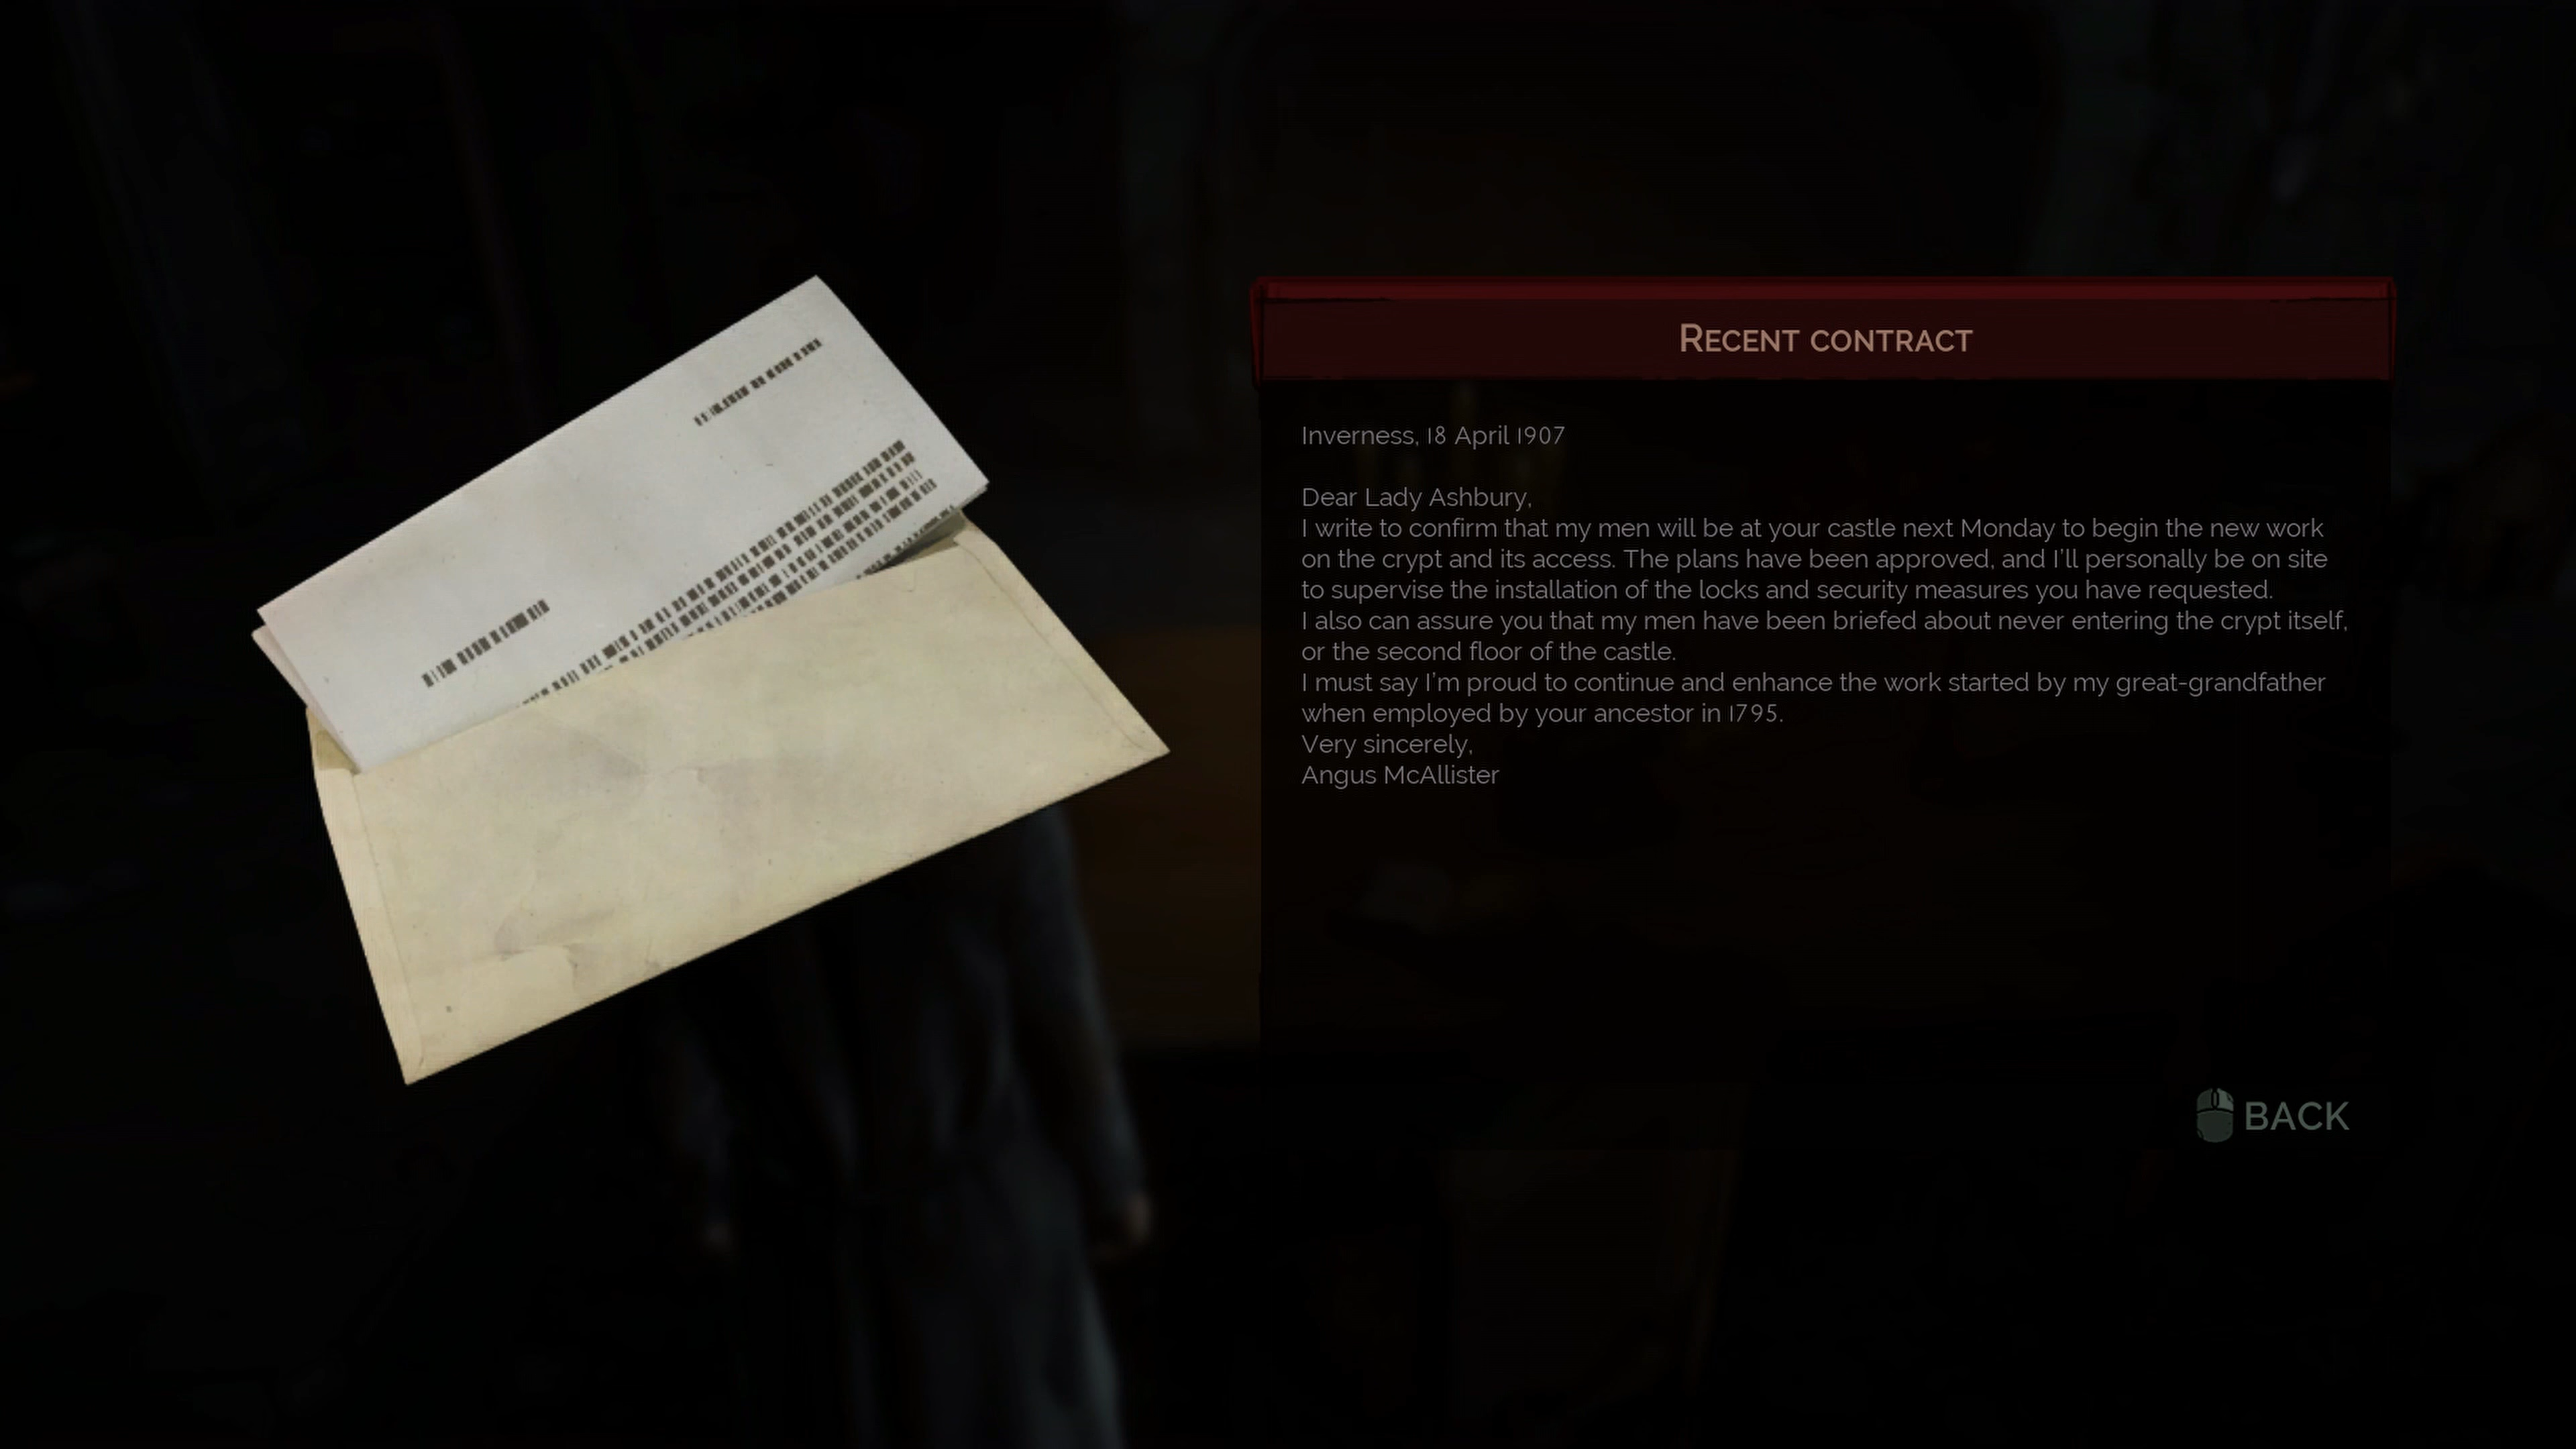 Recent contract
Inverness, 18 April 1907
Dear Lady Ashbury,
I write to confirm that my men will be at your castle next Monday to begin the new work
on the crypt and its access. The plans have been approved, and I'll personally be on site
to supervise the installation of the locks and security measures you have requested.
I also can assure you that my men have been briefed about never entering the crypt itself,
or the second floor of the castle.
I must say I'm proud to continue and enhance the work started by my great-grandfather
when employed by your ancestor in 1795.
Very sincerely,
Angus McAllister
BACK